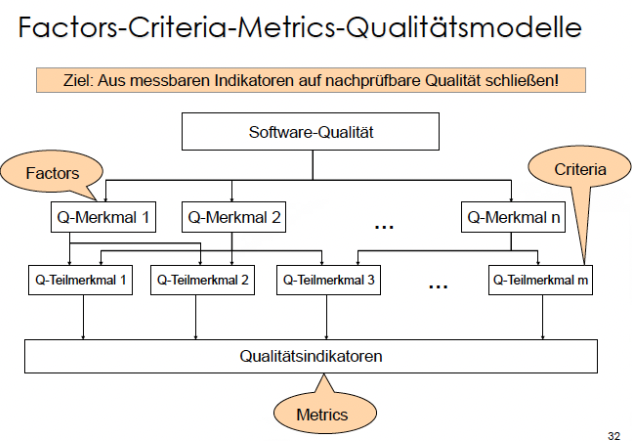 Factors-Criteria-Metrics-Qualitätsmodelle
Ziel: Aus messbaren Indikatoren auf nachprüfbare Qualität schließen!
Software-Qualität
Factors
Criteria
Q-Merkmal 1
Q-Merkmal 2
...
Q-Merkmal n
Q-Teilmerkmal 1
Q-Teilmerkmal 2
Q-Teilmerkmal 3
...
Q-Teilmerkmal m
Qualitätsindikatoren
Metrics
32